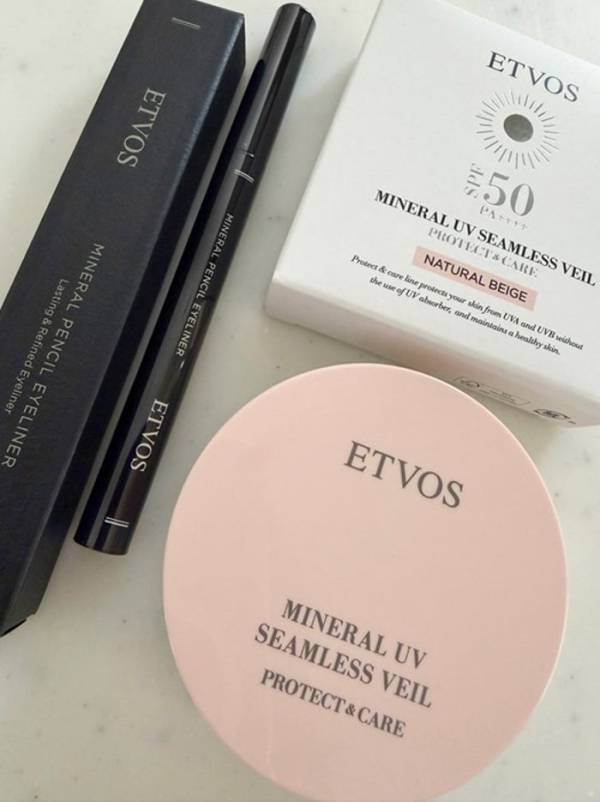 ETVOS
MINERAL PENCIL EYELINER
Lasting & Refined Eyeliner
MINERAL PENCIL EYELINER
ETVOS
ETVOS
SPF
50
PA++++
MINERAL UV SEAMLESS VEIL
PROTECT & CARE
NATURAL BEIGE
Protect & care line protects your skin from UVA and UVB without
the use of UV absorber, and maintains a healthy skin.
ETVOS
MINERAL UV
SEAMLESS VEIL
PROTECT & CARE